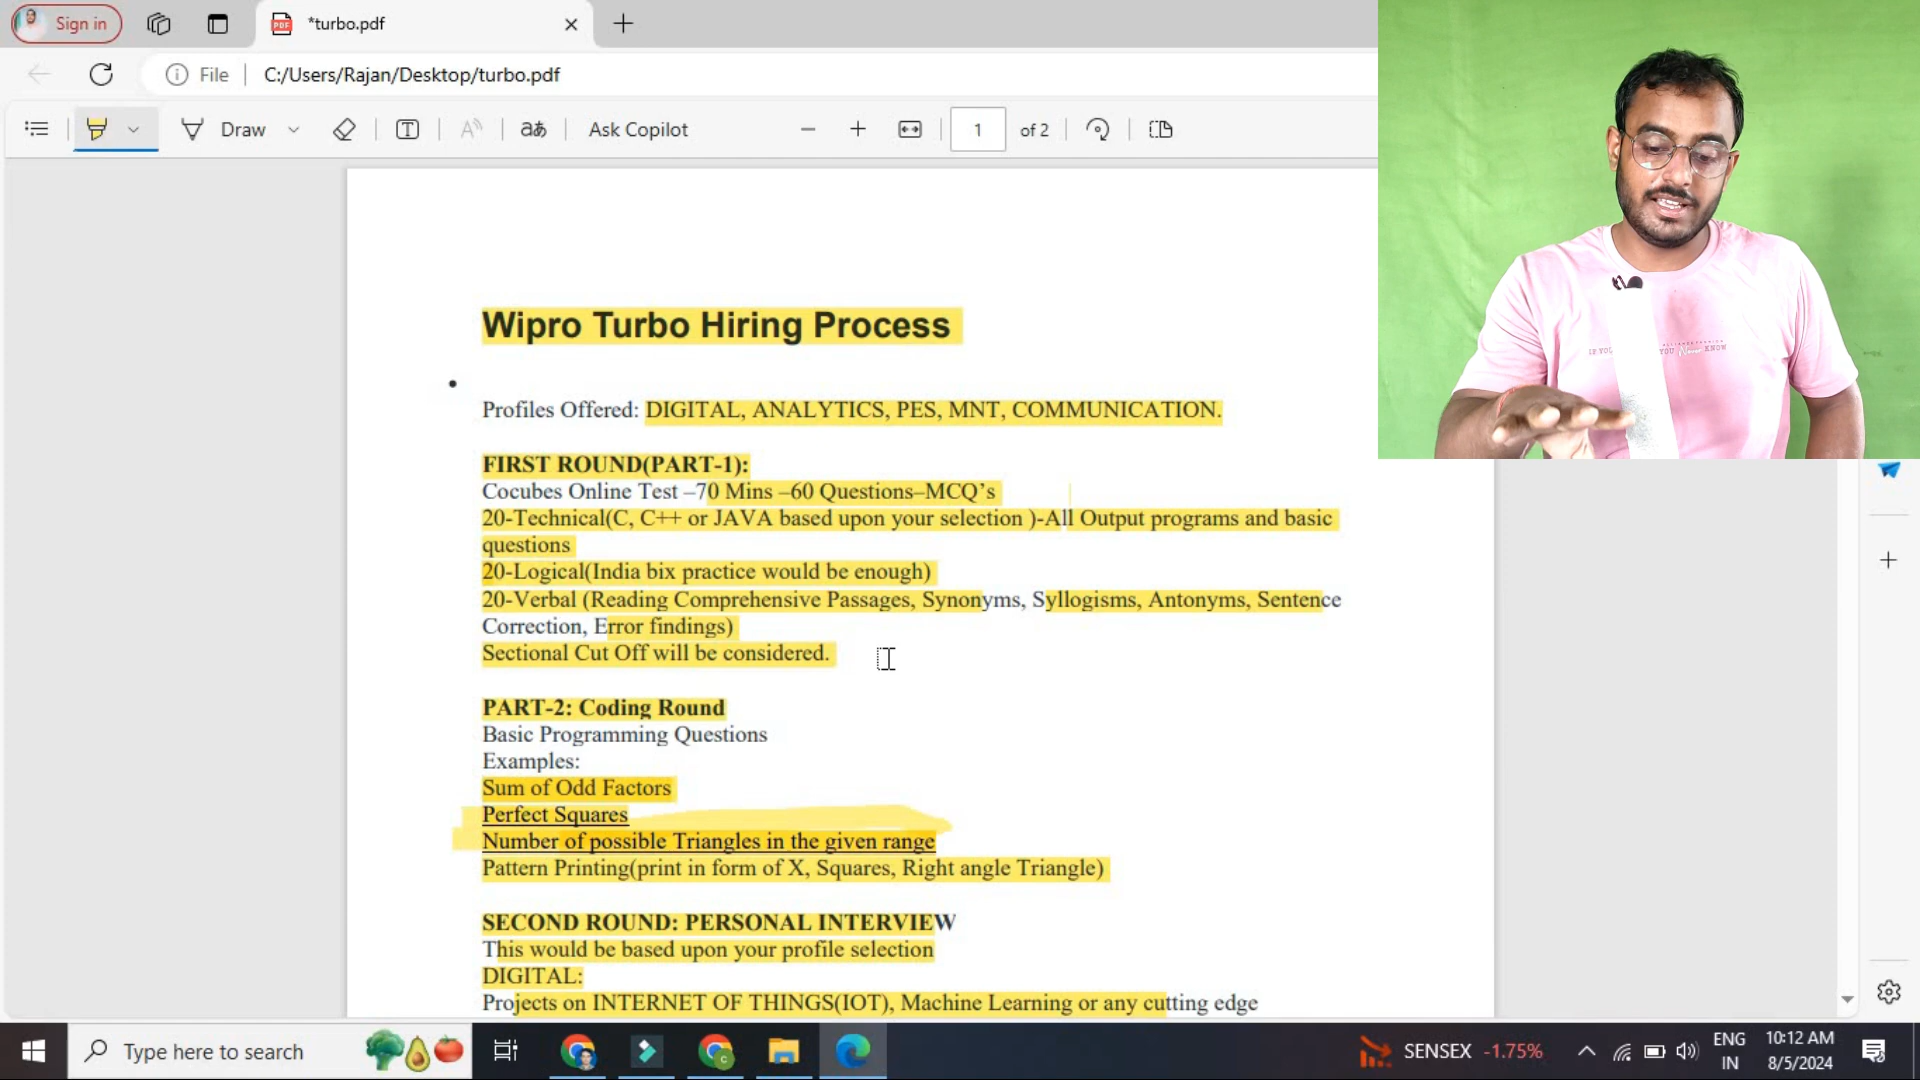 Sign in
*turbo.pdf
File
C:/Users/Rajan/Desktop/turbo.pdf
Draw
Ask Copilot
1
of 2
Wipro Turbo Hiring Process
Profiles Offered: DIGITAL, ANALYTICS, PES, MNT, COMMUNICATION.
FIRST ROUND(PART-1):
Cocubes Online Test –70 Mins –60 Questions–MCQ’s
20-Technical(C, C++ or JAVA based upon your selection )-All Output programs and basic
questions
20-Logical(India bix practice would be enough)
20-Verbal (Reading Comprehensive Passages, Synonyms, Syllogisms, Antonyms, Sentence
Correction, Error findings)
Sectional Cut Off will be considered.
PART-2: Coding Round
Basic Programming Questions
Examples:
Sum of Odd Factors
Perfect Squares
Number of possible Triangles in the given range
Pattern Printing(print in form of X, Squares, Right angle Triangle)
SECOND ROUND: PERSONAL INTERVIEW
This would be based upon your profile selection
DIGITAL:
Projects on INTERNET OF THINGS(IOT), Machine Learning or any cutting edge
Type here to search
SENSEX -1.75%
ENG
IN
10:12 AM
8/5/2024